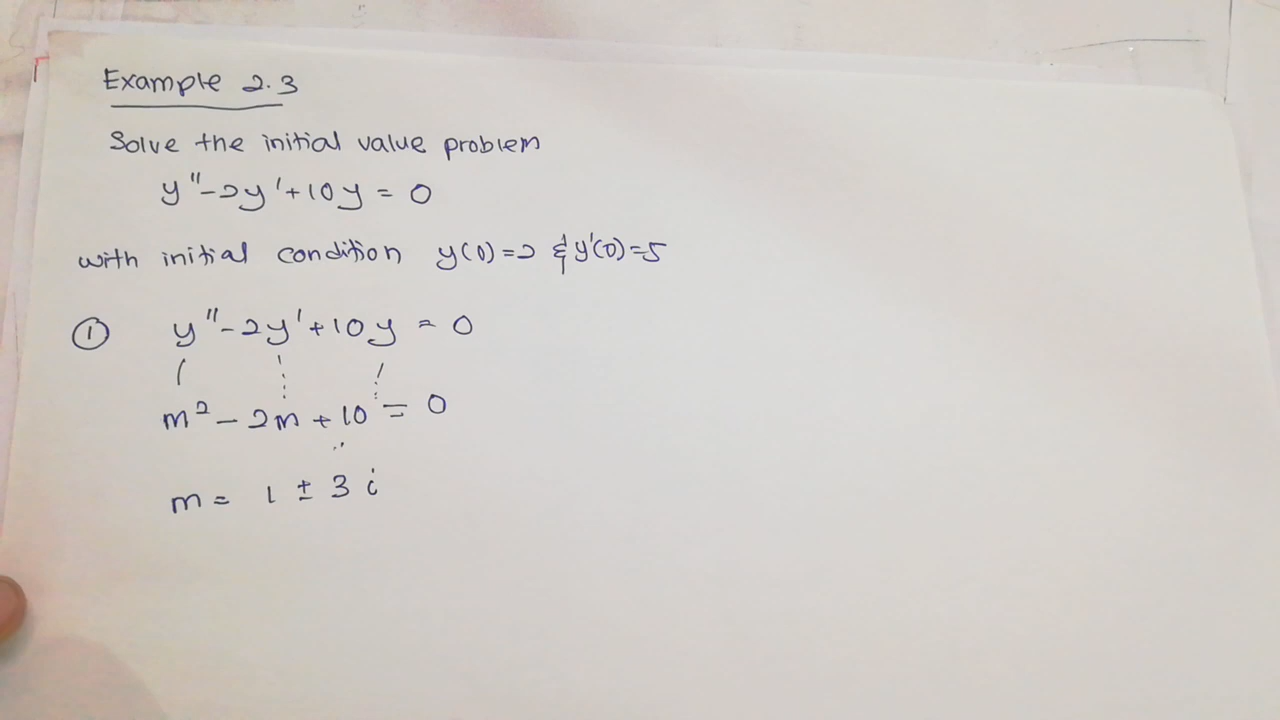 Example 2.3
Solve the initial value problem
y" - 2y' + 10y = 0
with initial condition y(0) = 2 & y'(0) = 5
① y" - 2y' + 10y = 0
m² - 2m + 10 = 0
m = 1 ± 3i